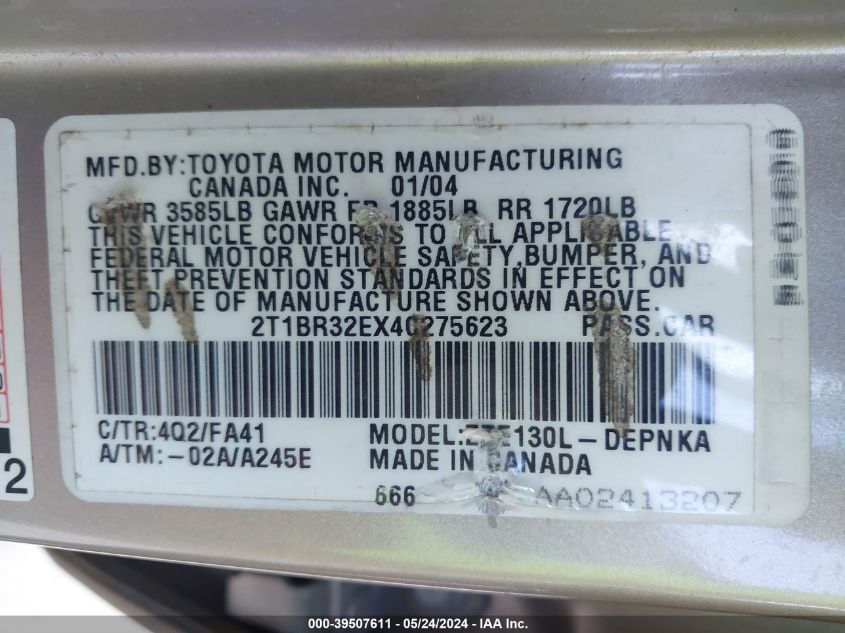 MFD.BY:TOYOTA MOTOR MANUFACTURING
CANADA INC. 01/04
GVWR 3585LB GAWR FR 1885LB RR 1720LB
THIS VEHICLE CONFORMS TO ALL APPLICABLE
FEDERAL MOTOR VEHICLE SAFETY,BUMPER, AND
THEFT PREVENTION STANDARDS IN EFFECT ON
THE DATE OF MANUFACTURE SHOWN ABOVE.
2T1BR32EX4C275623 PASS.CAR
C/TR:4Q2/FA41 MODEL:ZZE130L-DEPNKA
A/TM:-02A/A245E MADE IN CANADA
666 AA02413207
2
000-39507611 - 05/24/2024 - IAA Inc.